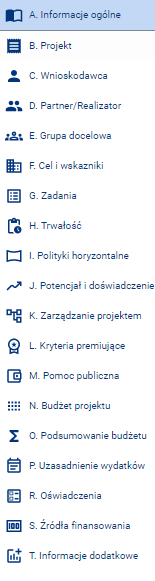 A. Informacje ogólne
B. Projekt
C. Wnioskodawca
D. Partner/Realizator
E. Grupa docelowa
F. Cel i wskazniki
G. Zadania
H. Trwałość
I. Polityki horyzontalne
J. Potencjał i doświadczenie
K. Zarządzanie projektem
L. Kryteria premiujące
M. Pomoc publiczna
N. Budżet projektu
O. Podsumowanie budżetu
P. Uzasadnienie wydatków
R. Oświadczenia
S. Źródła finansowania
T. Informacje dodatkowe